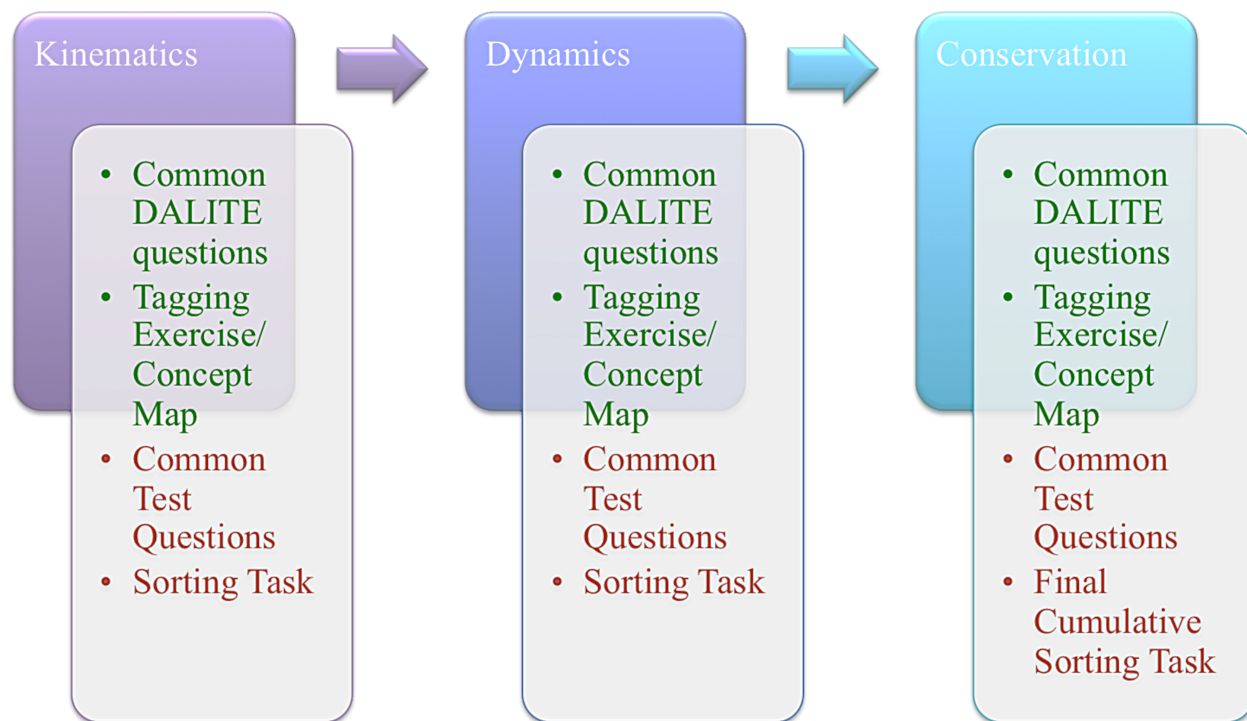 Kinematics
• Common
DALITE
questions
• Tagging
Exercise/
Concept
Map
• Common
Test
Questions
• Sorting Task
Dynamics
• Common
DALITE
questions
• Tagging
Exercise/
Concept
Map
• Common
Test
Questions
• Sorting Task
Conservation
• Common
DALITE
questions
• Tagging
Exercise/
Concept
Map
• Common
Test
Questions
• Final
Cumulative
Sorting Task